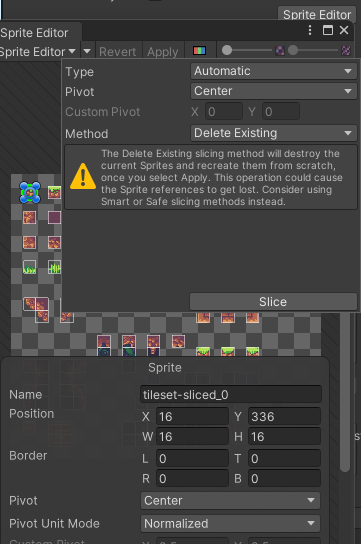 Sprite Editor
Sprite Editor
Sprite Editor Revert Apply
Type Automatic
Pivot Center
Custom Pivot X 0 Y 0
Method Delete Existing
The Delete Existing slicing method will destroy the
current Sprites and recreate them from scratch,
once you select Apply. This operation could cause
the Sprite references to get lost. Consider using
Smart or Safe slicing methods instead.
Slice
Sprite
Name tileset-sliced_0
Position X 16 Y 336
W 16 H 16
Border L 0 T 0
R 0 B 0
Pivot Center
Pivot Unit Mode Normalized